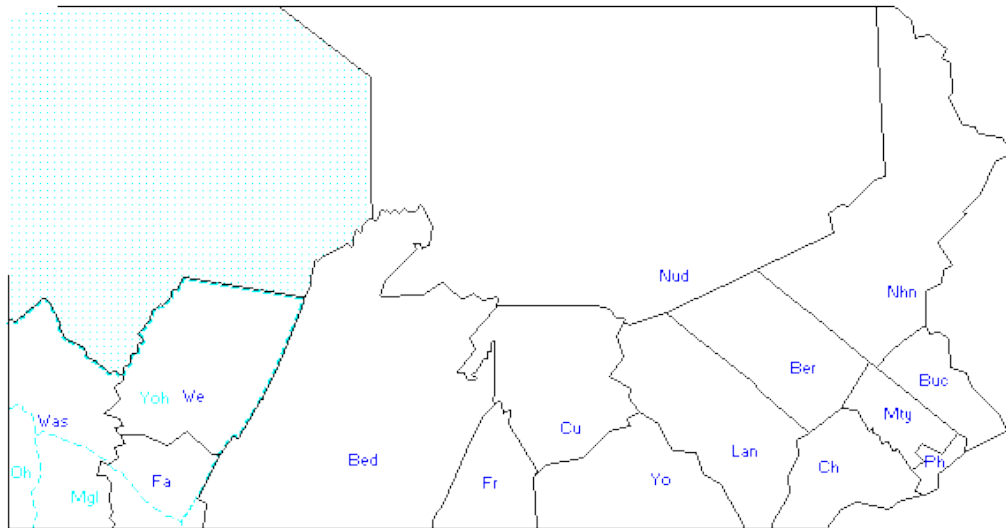 Nud
Nhn
Ber
Buc
Yoh
We
Mty
Was
Cu
Bed
Lan
Ph
Ch
Oh
Fa
Fr
Yo
Mgl